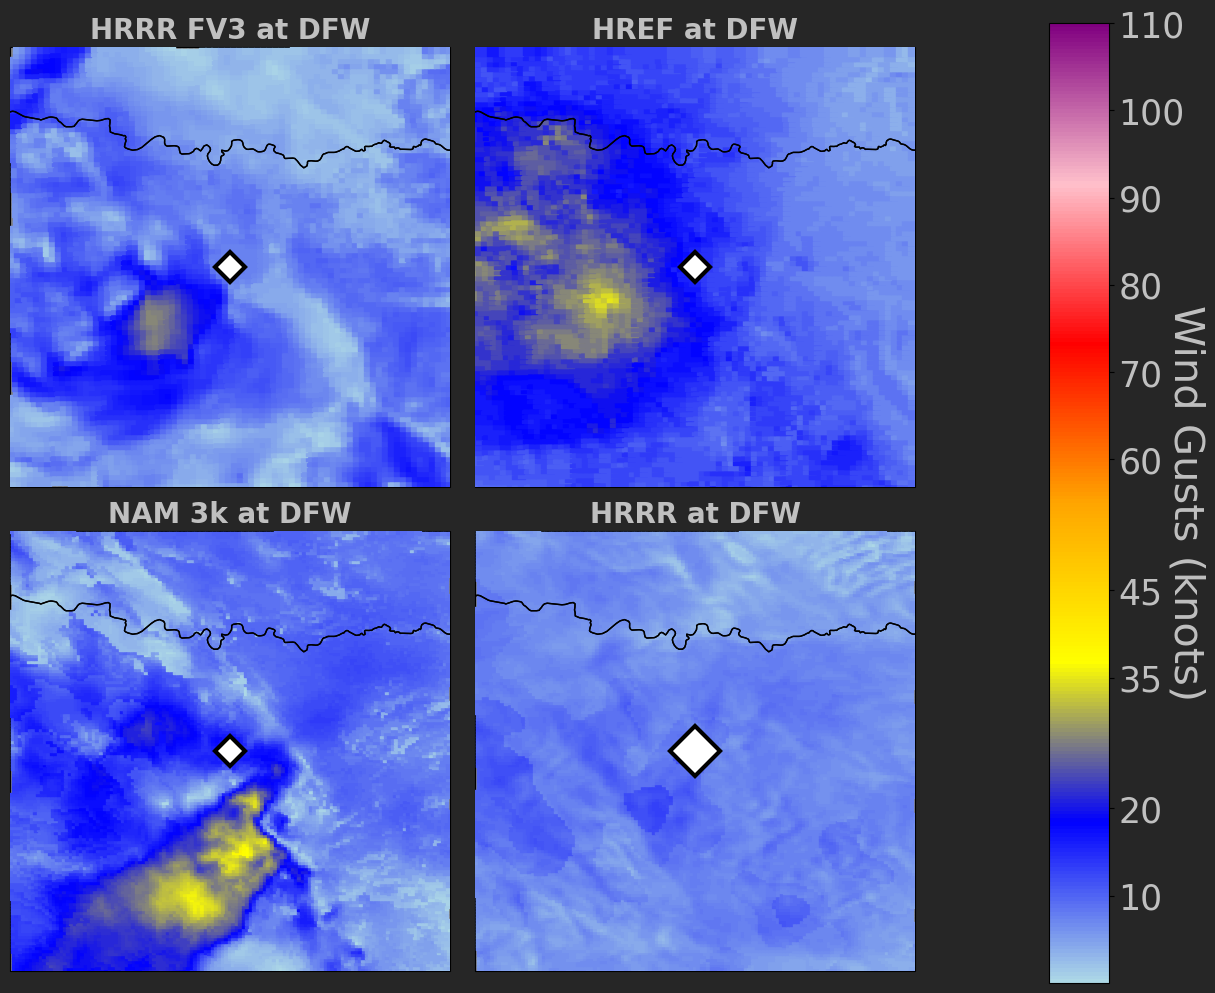 HRRR FV3 at DFW
HREF at DFW
NAM 3k at DFW
HRRR at DFW
110
100
90
80
70
60
45
35
20
10
Wind Gusts (knots)